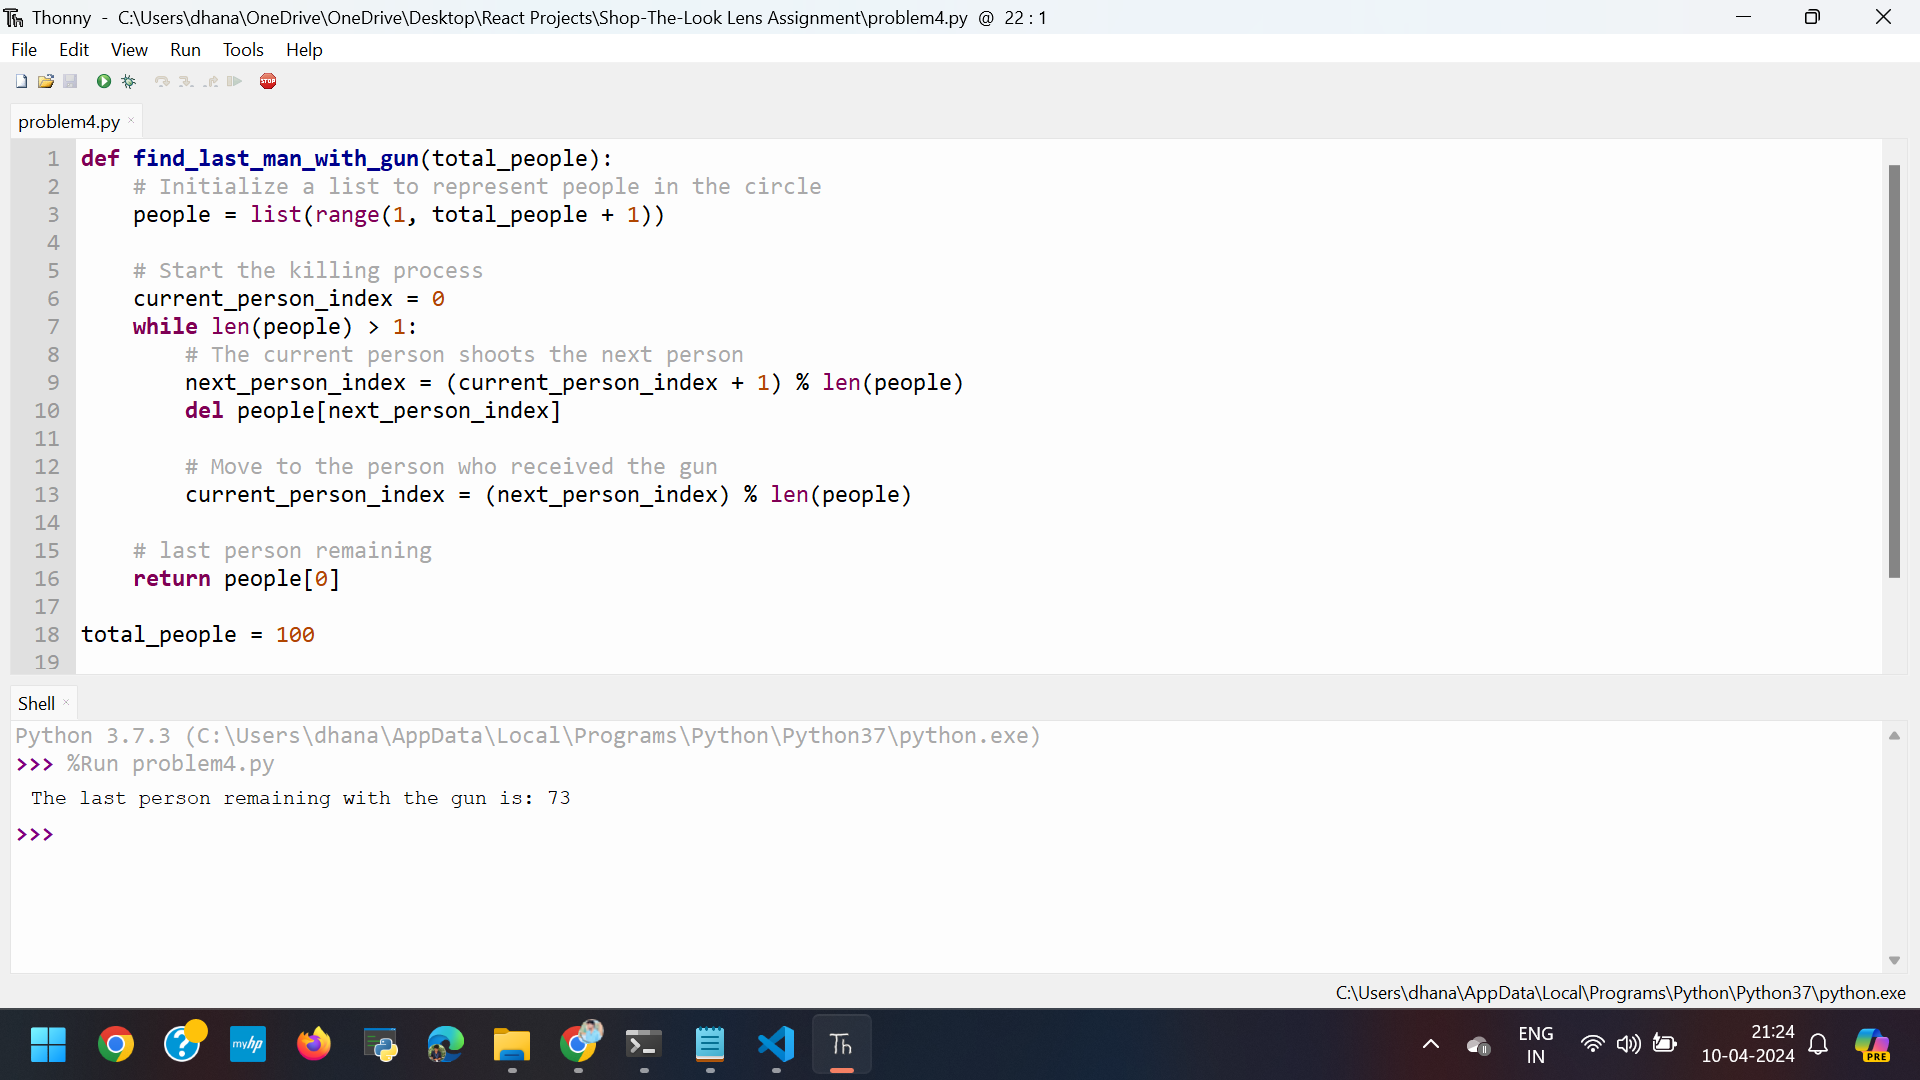 Thonny - C:\Users\dhana\OneDrive\OneDrive\Desktop\React Projects\Shop-The-Look Lens Assignment\problem4.py @ 22 : 1
File Edit View Run Tools Help
STOP
problem4.py ×
1 def find_last_man_with_gun(total_people):
2     # Initialize a list to represent people in the circle
3     people = list(range(1, total_people + 1))
4
5     # Start the killing process
6     current_person_index = 0
7     while len(people) > 1:
8         # The current person shoots the next person
9         next_person_index = (current_person_index + 1) % len(people)
10         del people[next_person_index]
11
12         # Move to the person who received the gun
13         current_person_index = (next_person_index) % len(people)
14
15     # last person remaining
16     return people[0]
17
18 total_people = 100
19
Shell ×
Python 3.7.3 (C:\Users\dhana\AppData\Local\Programs\Python\Python37\python.exe)
>>> %Run problem4.py
The last person remaining with the gun is: 73
>>>
C:\Users\dhana\AppData\Local\Programs\Python\Python37\python.exe
myhp
Th
ENG
IN
21:24
10-04-2024
PRE